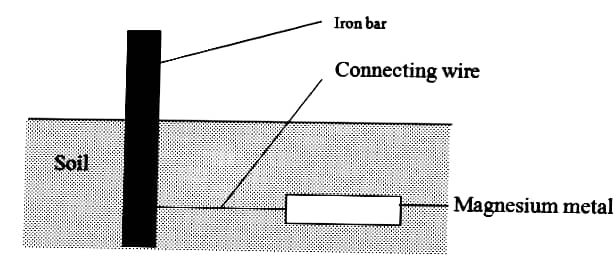 Iron bar
Connecting wire
Soil
Magnesium metal